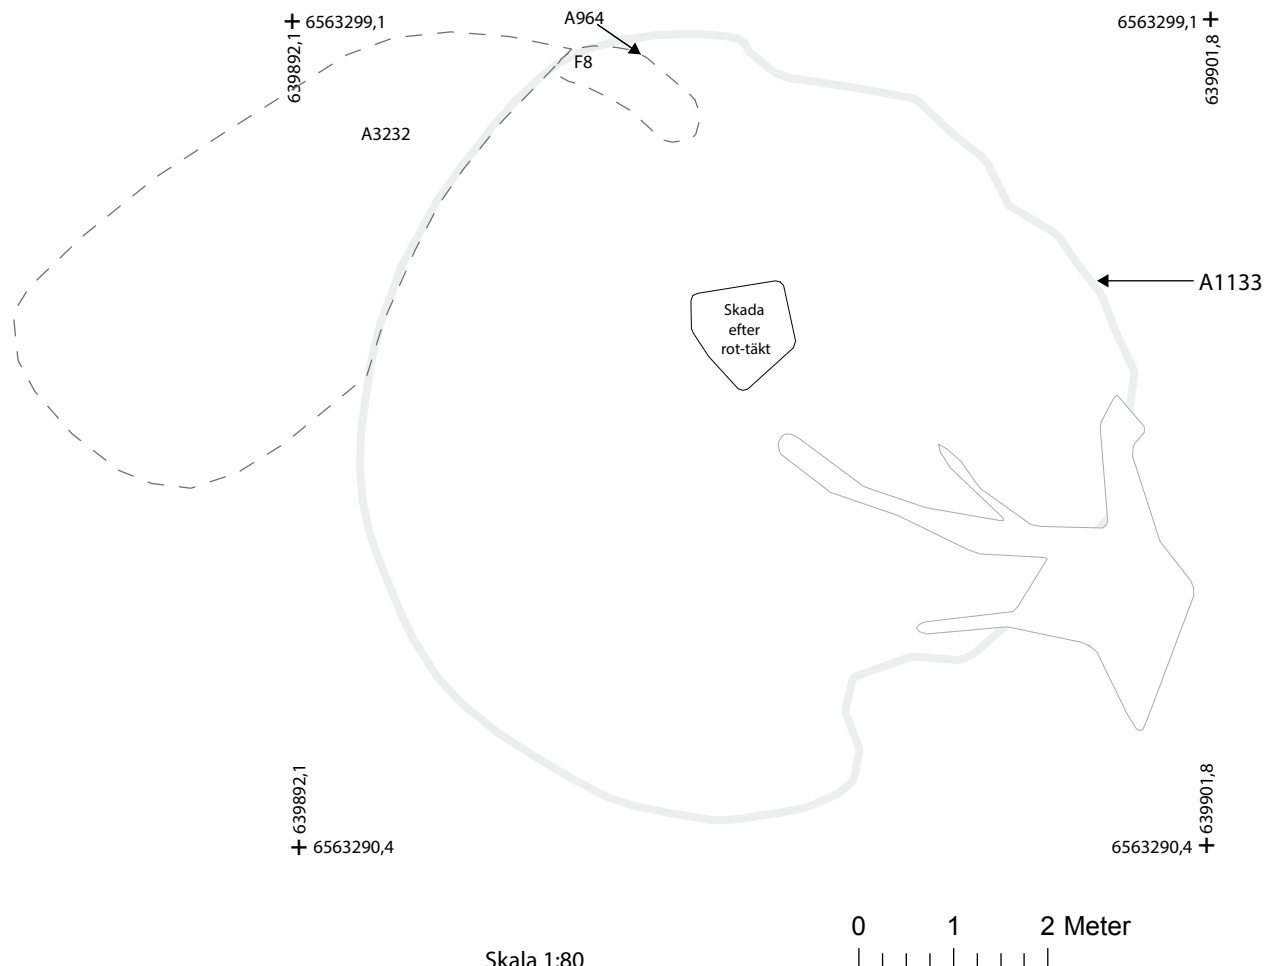 A964
6563299,1
6563299,1
639892,1
639901,8
F8
A3232
A1133
Skada
efter
rot-täkt
639892,1
639901,8
6563290,4
6563290,4
0 1 2 Meter
Skala 1:80